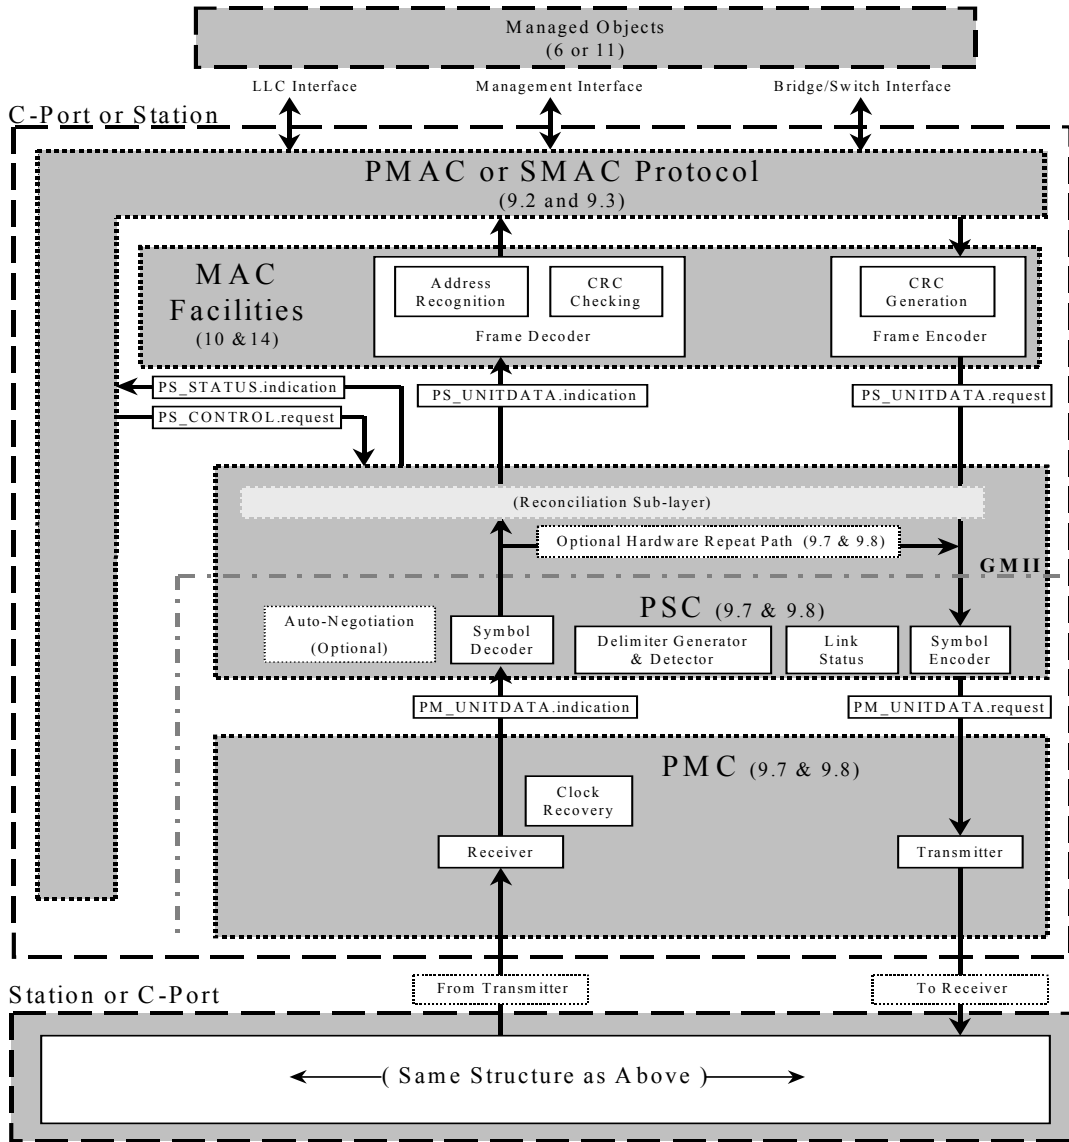 Managed Objects
(6 or 11)
LLC Interface
Management Interface
Bridge/Switch Interface
C-Port or Station
PMAC or SMAC Protocol
(9.2 and 9.3)
MAC
Facilities
(10 &14)
Address
Recognition
CRC
Checking
Frame Decoder
CRC
Generation
Frame Encoder
PS_STATUS.indication
PS_UNITDATA.indication
PS_UNITDATA.request
PS_CONTROL.request
(Reconciliation Sub-layer)
Optional Hardware Repeat Path (9.7 & 9.8)
GMII
PSC (9.7 & 9.8)
Auto-Negotiation
(Optional)
Symbol
Decoder
Delimiter Generator
& Detector
Link
Status
Symbol
Encoder
PM_UNITDATA.indication
PM_UNITDATA.request
PMC (9.7 & 9.8)
Clock
Recovery
Receiver
Transmitter
From Transmitter
To Receiver
Station or C-Port
( Same Structure as Above )